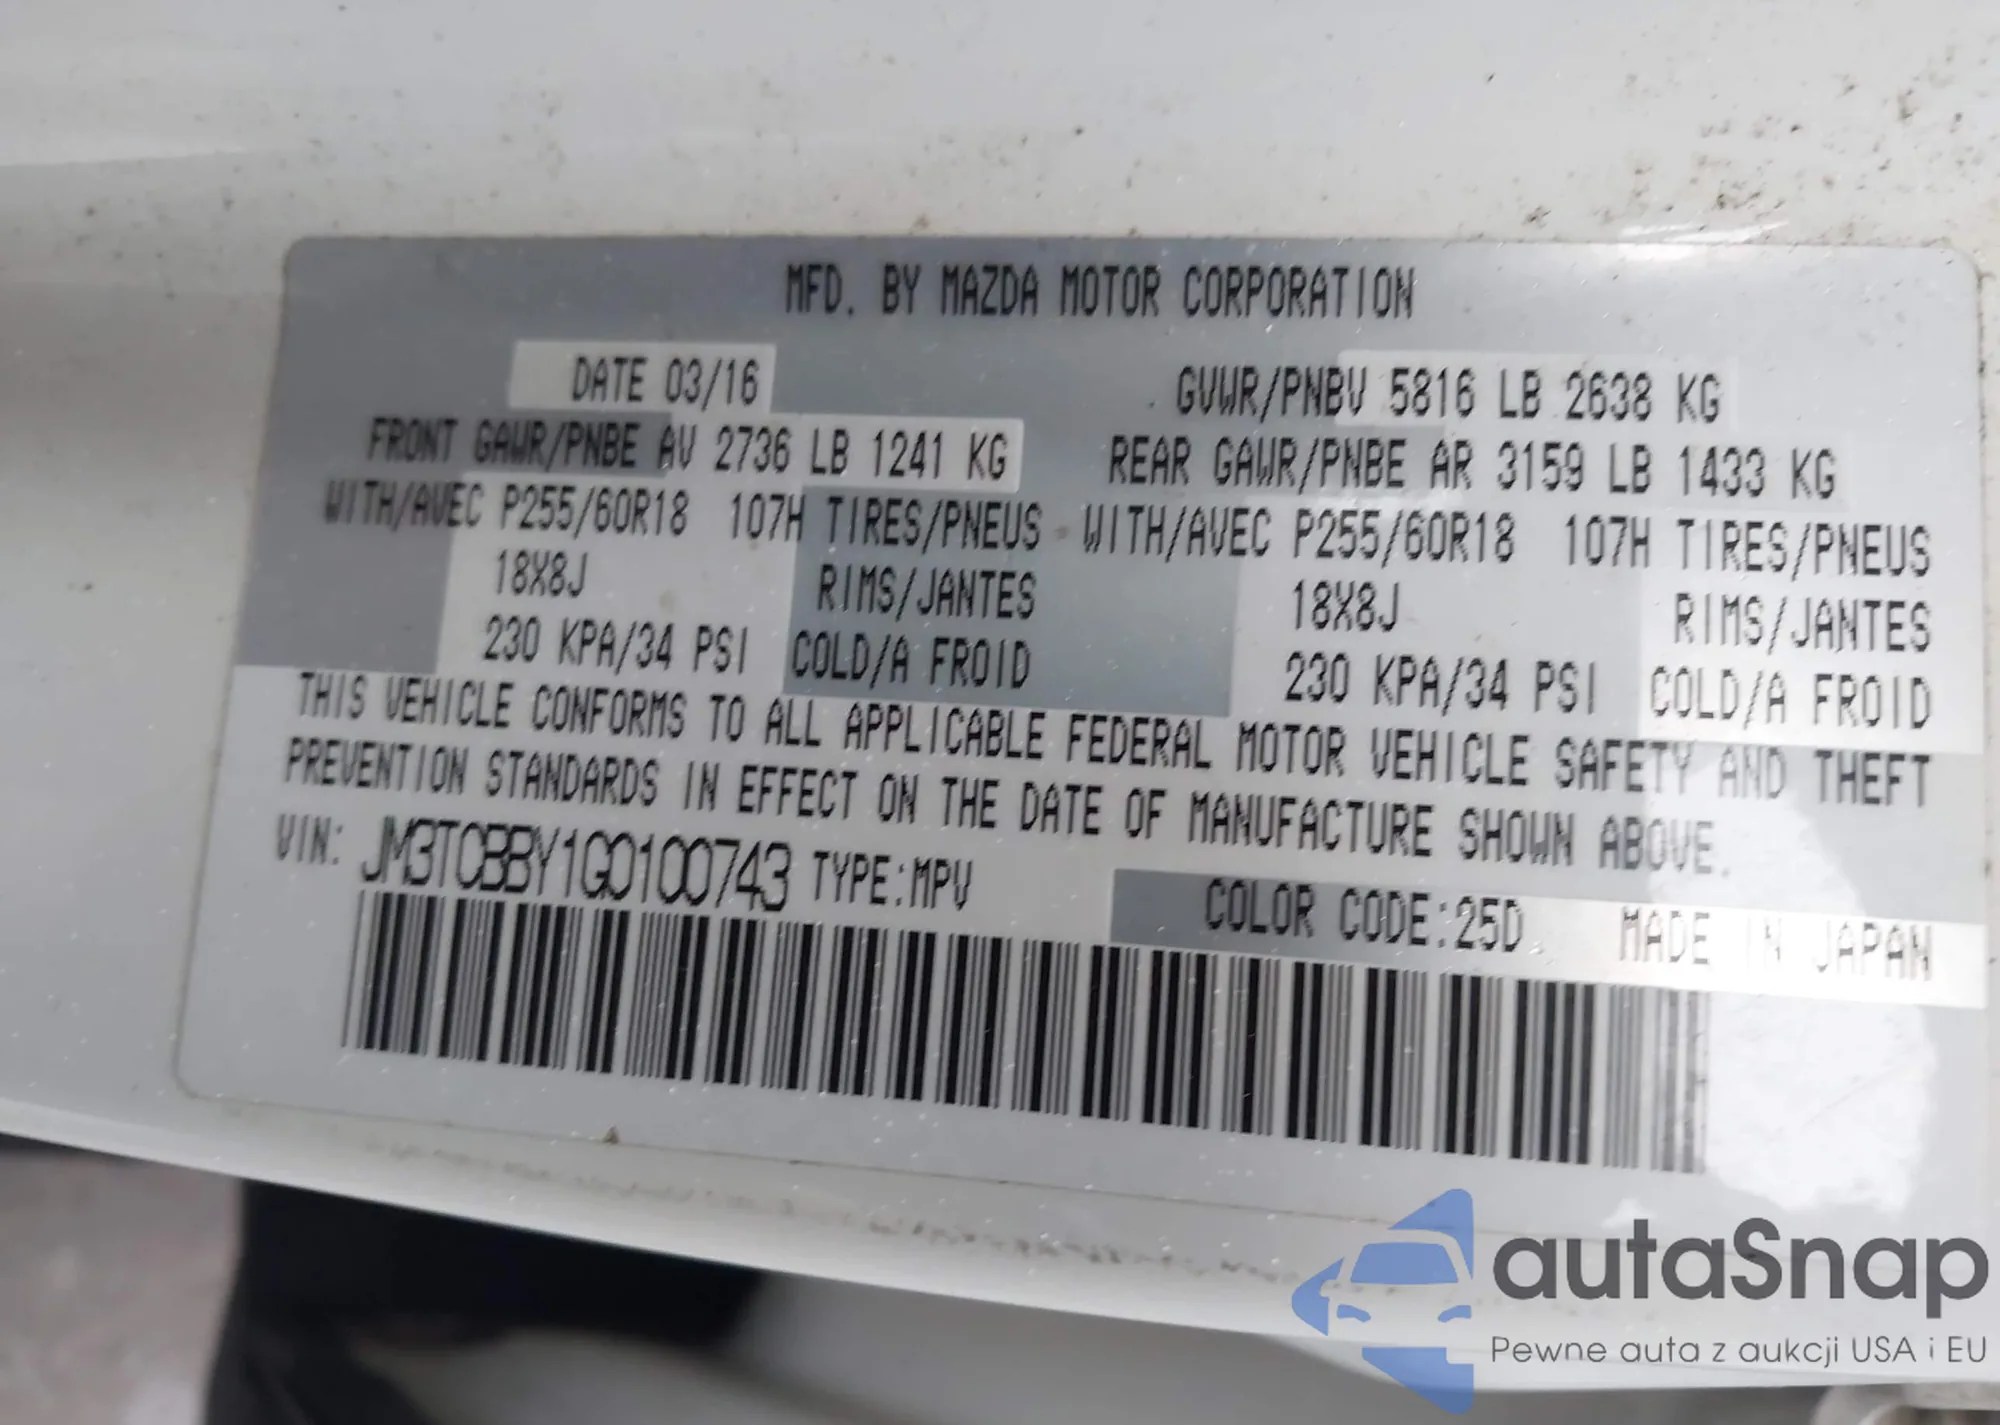 MFD. BY MAZDA MOTOR CORPORATION
DATE 03/16 GVWR/PNBV 5816 LB 2638 KG
FRONT GAWR/PNBE AV 2736 LB 1241 KG REAR GAWR/PNBE AR 3159 LB 1433 KG
WITH/AVEC P255/60R18 107H TIRES/PNEUS WITH/AVEC P255/60R18 107H TIRES/PNEUS
18X8J RIMS/JANTES 18X8J RIMS/JANTES
230 KPA/34 PSI COLD/A FROID 230 KPA/34 PSI COLD/A FROID
THIS VEHICLE CONFORMS TO ALL APPLICABLE FEDERAL MOTOR VEHICLE SAFETY AND THEFT
PREVENTION STANDARDS IN EFFECT ON THE DATE OF MANUFACTURE SHOWN ABOVE.
VIN: JM3TCBBY1G0100743 TYPE:MPV COLOR CODE:25D MADE IN JAPAN
autaSnap
Pewne auta z aukcji USA i EU